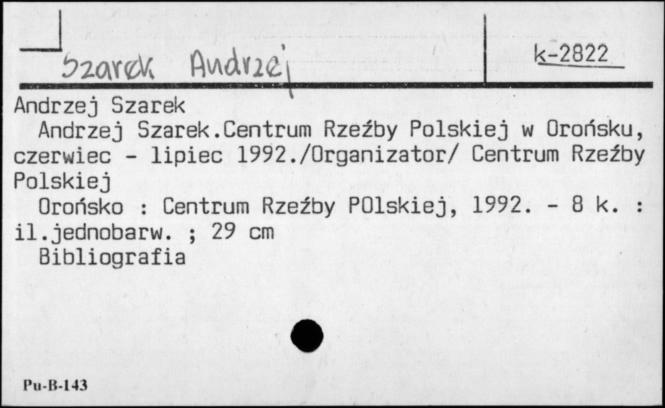 Szarek Andrzej
k-2822
Andrzej Szarek
Andrzej Szarek.Centrum Rzeźby Polskiej w Orońsku,
czerwiec - lipiec 1992./Organizator/ Centrum Rzeźby
Polskiej
Orońsko : Centrum Rzeźby POlskiej, 1992. - 8 k. :
il.jednobarw. ; 29 cm
Bibliografia
Pu-B-143